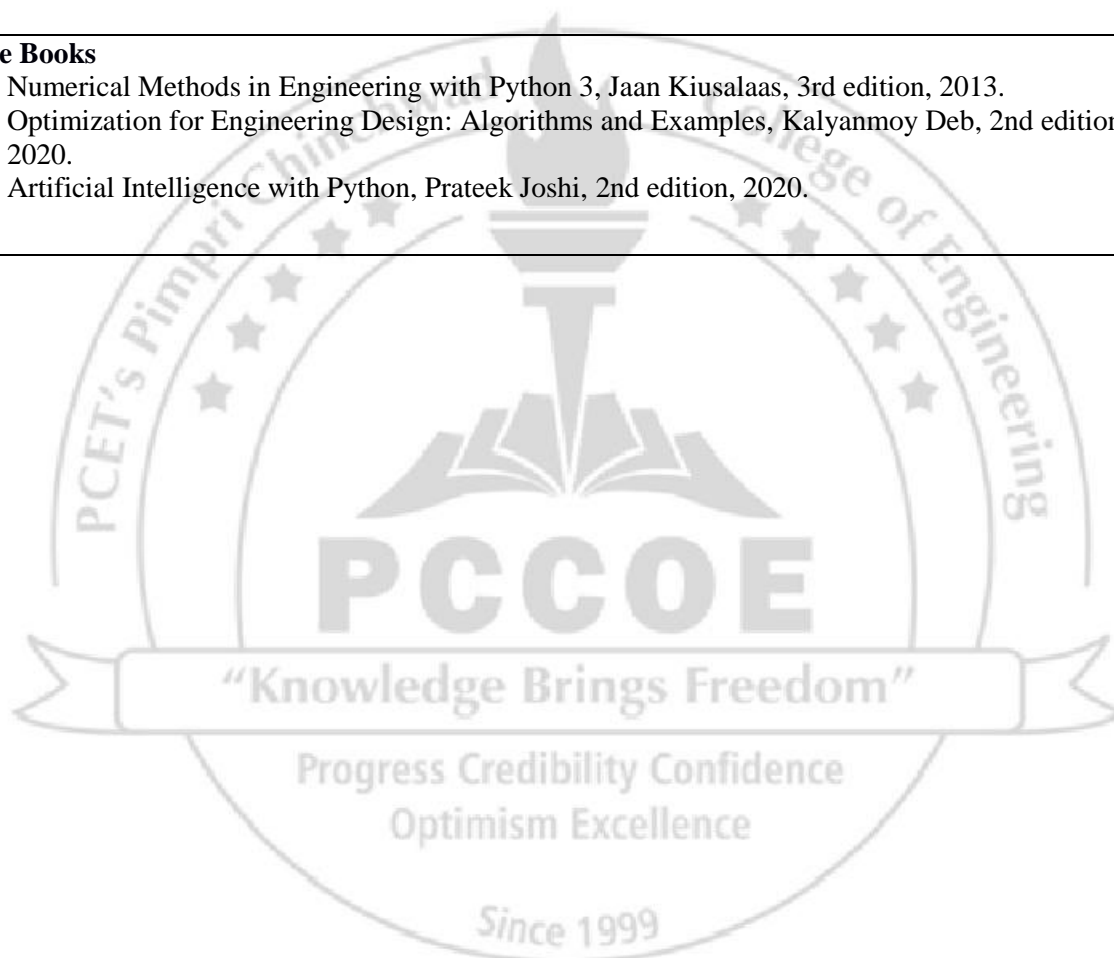 e Books
Numerical Methods in Engineering with Python 3, Jaan Kiusalaas, 3rd edition, 2013.
Optimization for Engineering Design: Algorithms and Examples, Kalyanmoy Deb, 2nd edition
2020.
Artificial Intelligence with Python, Prateek Joshi, 2nd edition, 2020.
PCET's Pimpri Chinchwad College of Engineering
PCCOE
“Knowledge Brings Freedom”
Progress Credibility Confidence
Optimism Excellence
Since 1999